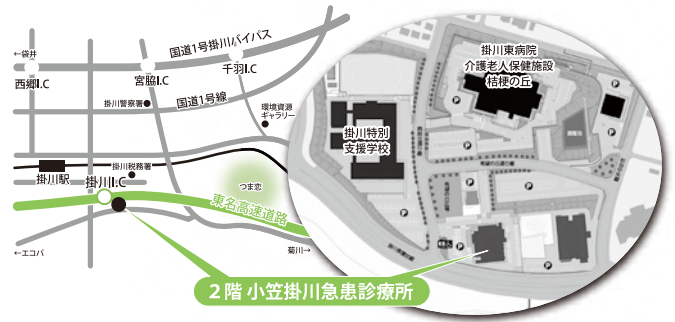 ←袋井
国道1号掛川バイパス
西郷I.C
宮脇I.C
千羽I.C
掛川警察署
国道1号線
環境資源
ギャラリー
掛川駅
掛川税務署
掛川I.C
つま恋
東名高速道路
←エコパ
菊川→
2階 小笠掛川急患診療所
掛川東病院
介護老人保健施設
桔梗の丘
掛川特別
支援学校
P
P
P
P
P
P
P
P